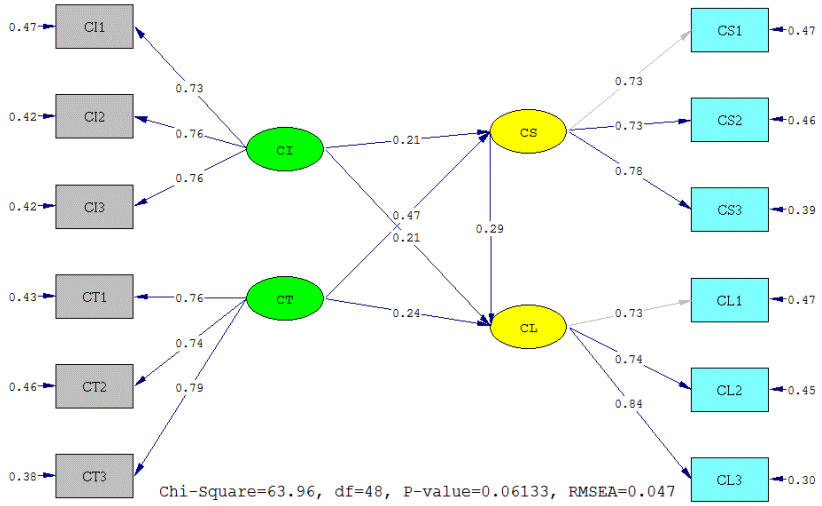 0.47 CI1 CS1 0.47
0.73 0.73
0.42 CI2 0.76 CI 0.21 CS 0.73 CS2 0.46
0.76 0.78
0.42 CI3 CS3 0.39
0.47
0.21 0.29
0.43 CT1 0.76 CT 0.24 CL 0.73 CL1 0.47
0.74 0.74
0.46 CT2 CL2 0.45
0.79 0.84
0.38 CT3 CL3 0.30
Chi-Square=63.96, df=48, P-value=0.06133, RMSEA=0.047